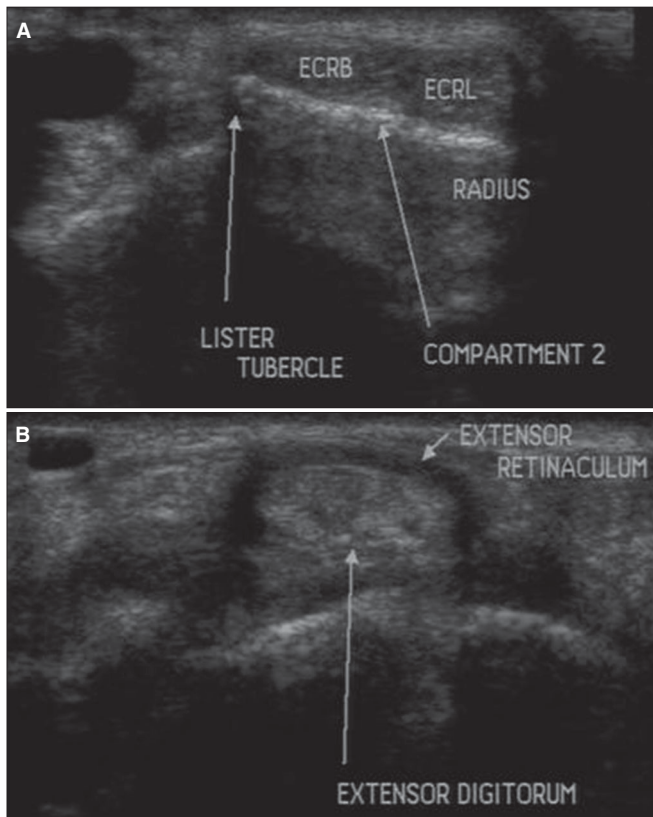 A
ECRB
ECRL
RADIUS
LISTER
TUBERCLE
COMPARTMENT 2
B
EXTENSOR
RETINACULUM
EXTENSOR DIGITORUM